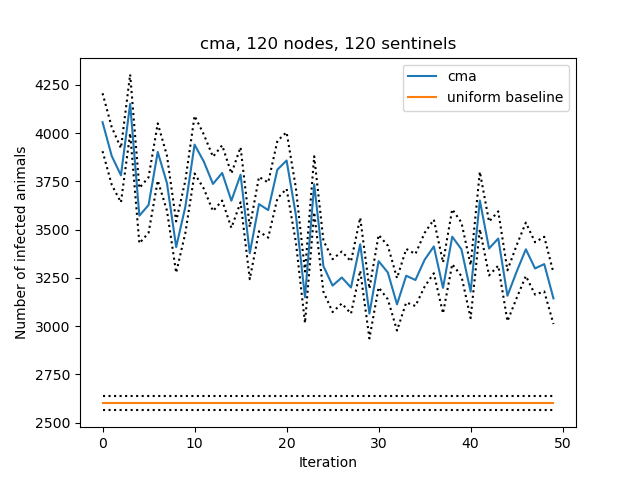 cma, 120 nodes, 120 sentinels
cma
uniform baseline
Number of infected animals
4250
4000
3750
3500
3250
3000
2750
2500
0 10 20 30 40 50
Iteration